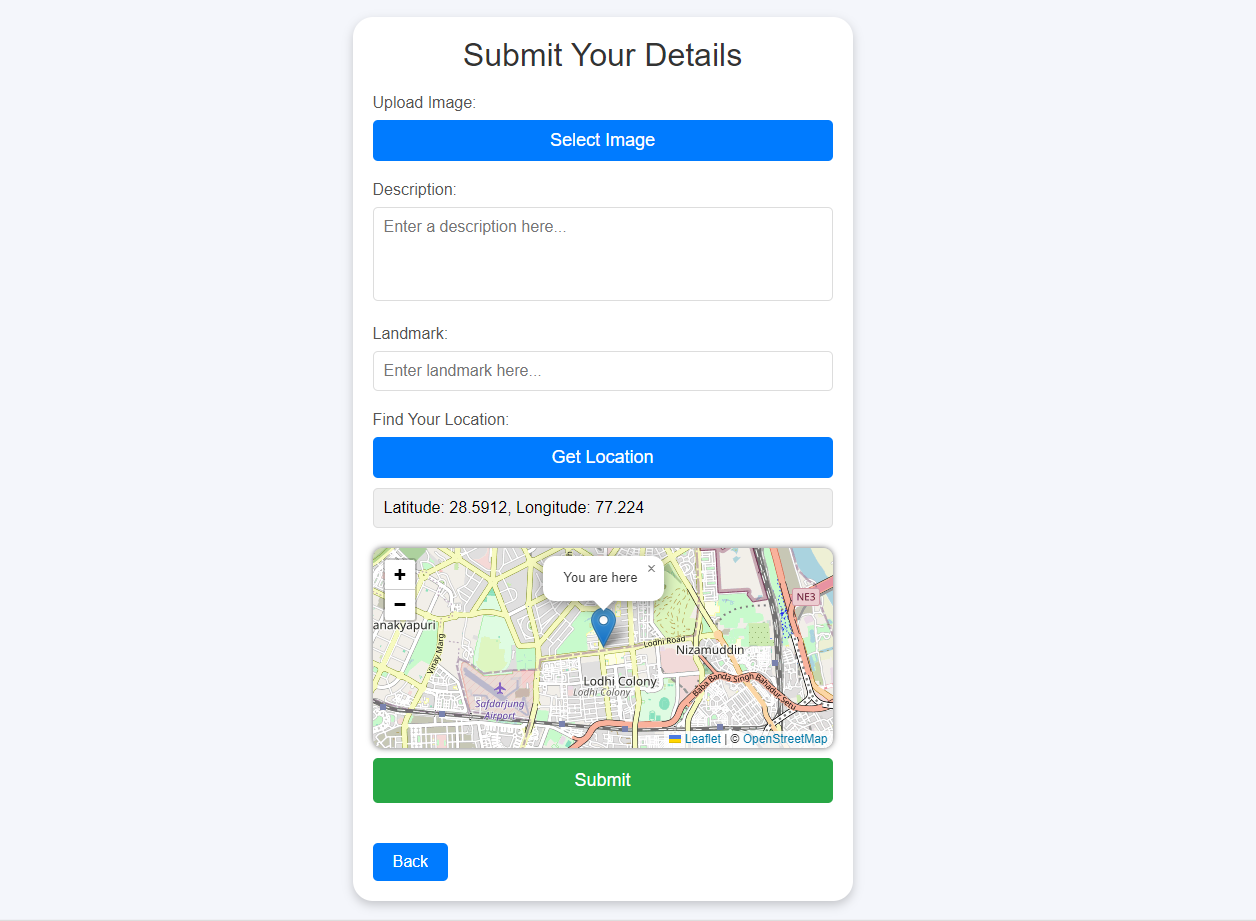 Submit Your Details
Upload Image:
Select Image
Description:
Enter a description here...
Landmark:
Enter landmark here...
Find Your Location:
Get Location
Latitude: 28.5912, Longitude: 77.224
+
−
You are here
×
NE3
anakyapuri
Vinay Marg
Lodhi Road
Nizamuddin
Lodhi Colony
Lodhi Colony
Baba Banda Singh Bahadur Setu
Safdarjung
Airport
Leaflet | © OpenStreetMap
Submit
Back